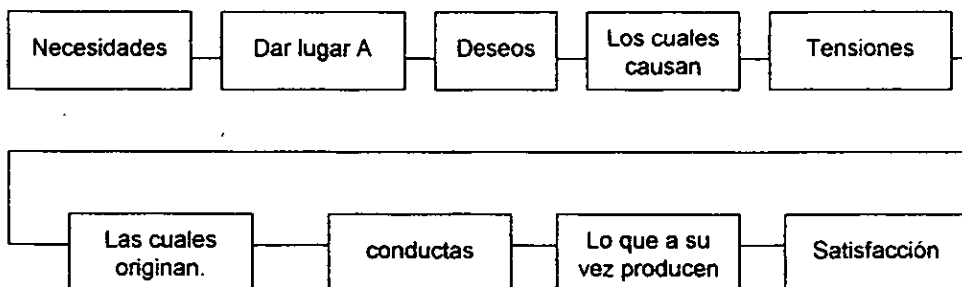 Necesidades
Dar lugar A
Deseos
Los cuales
causan
Tensiones
Las cuales
originan.
conductas
Lo que a su
vez producen
Satisfacción